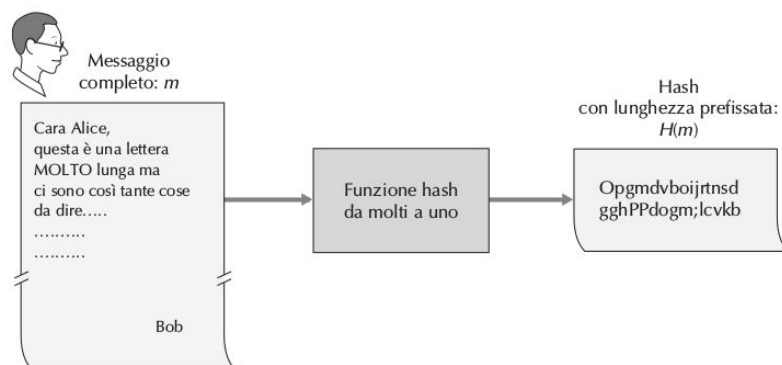 Messaggio
completo: m
Cara Alice,
questa è una lettera
MOLTO lunga ma
ci sono così tante cose
da dire.....
..........
..........
Bob
Funzione hash
da molti a uno
Hash
con lunghezza prefissata:
H(m)
Opgmdvboijrtnsd
gghPPdogm;lcvkb